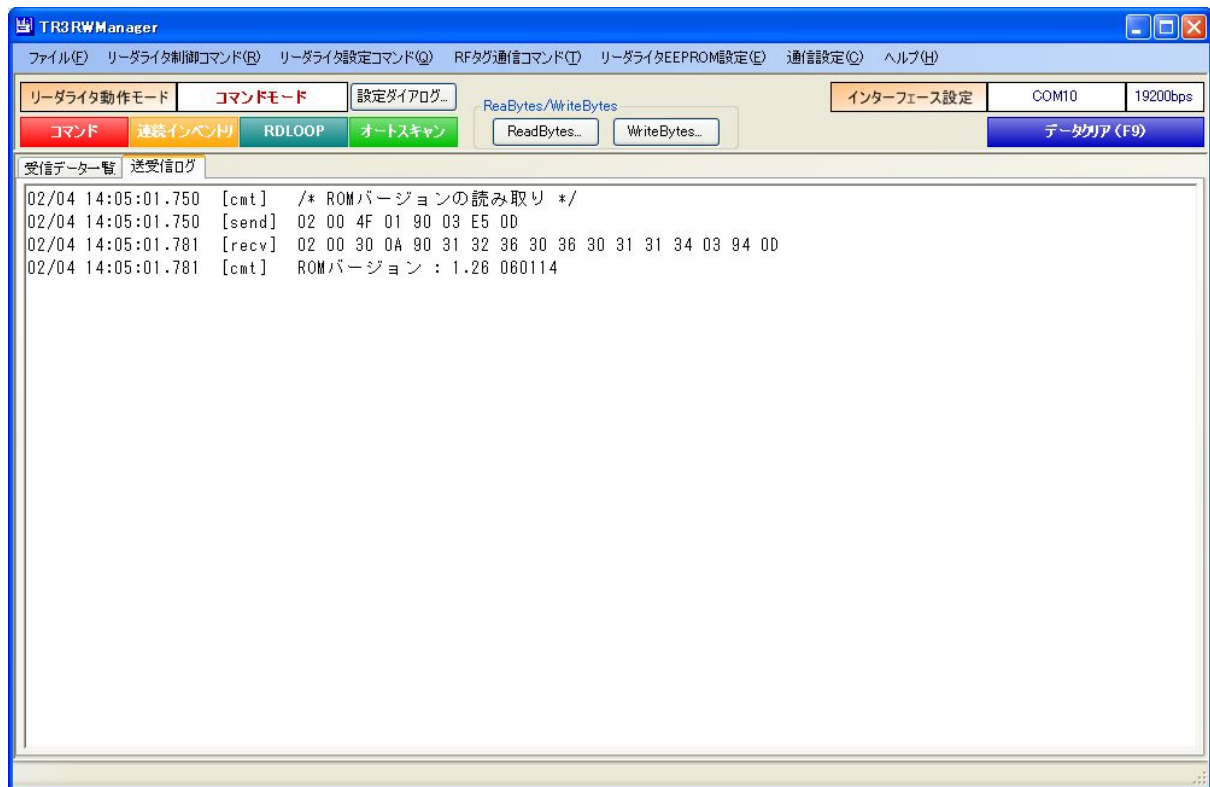 TR3RWManager
ファイル(F) リーダライタ制御コマンド(R) リーダライタ設定コマンド(Q) RFタグ通信コマンド(T) リーダライタEEPROM設定(E) 通信設定(C) ヘルプ(H)
リーダライタ動作モード コマンドモード 設定ダイアログ... ReaBytes/WriteBytes インターフェース設定 COM10 19200bps
コマンド 連続インベントリ RDLOOP オートスキャン ReadBytes... WriteBytes... データクリア(F9)
受信データ一覧 送受信ログ
02/04 14:05:01.750 [cmt] /* ROMバージョンの読み取り */
02/04 14:05:01.750 [send] 02 00 4F 01 90 03 E5 0D
02/04 14:05:01.781 [recv] 02 00 30 0A 90 31 32 36 30 36 30 31 31 34 03 94 0D
02/04 14:05:01.781 [cmt] ROMバージョン : 1.26 060114